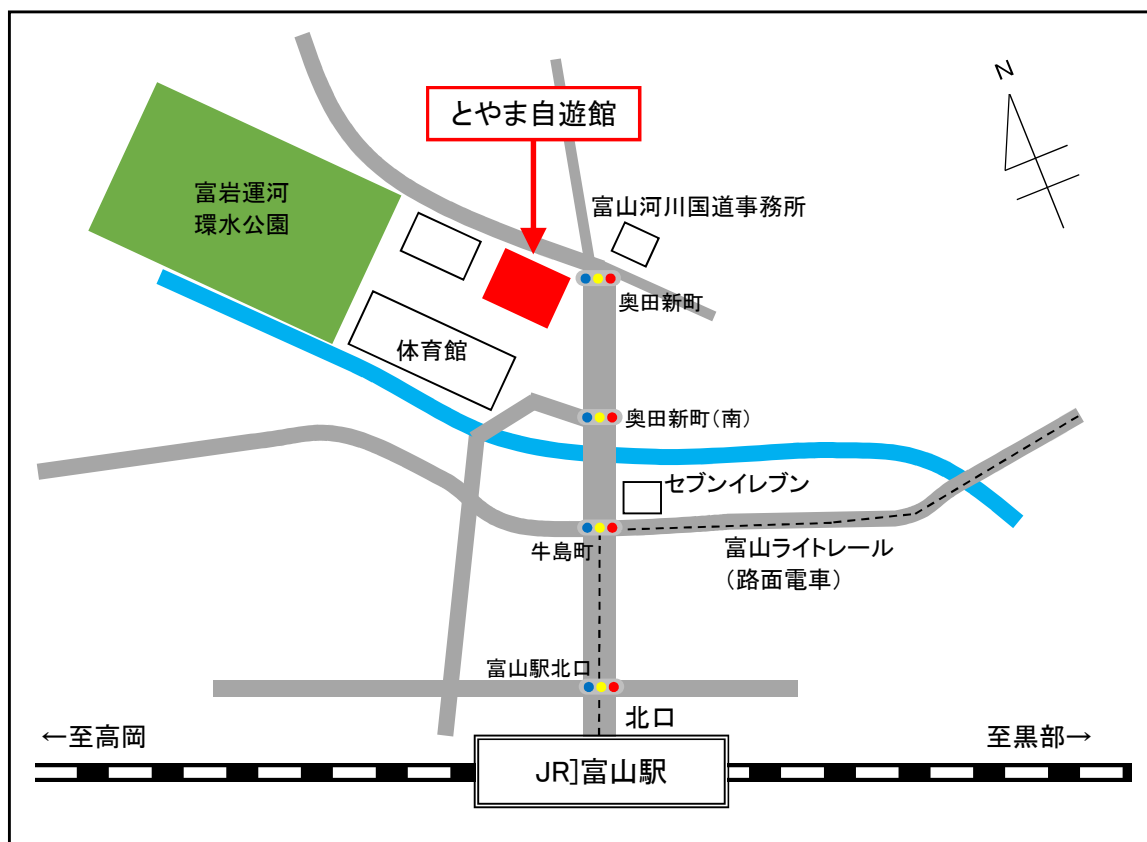 N
とやま自遊館
富岩運河
環水公園
富山河川国道事務所
奥田新町
体育館
奥田新町(南)
セブンイレブン
牛島町
富山ライトレール
(路面電車)
富山駅北口
北口
←至高岡
至黒部→
JR]富山駅